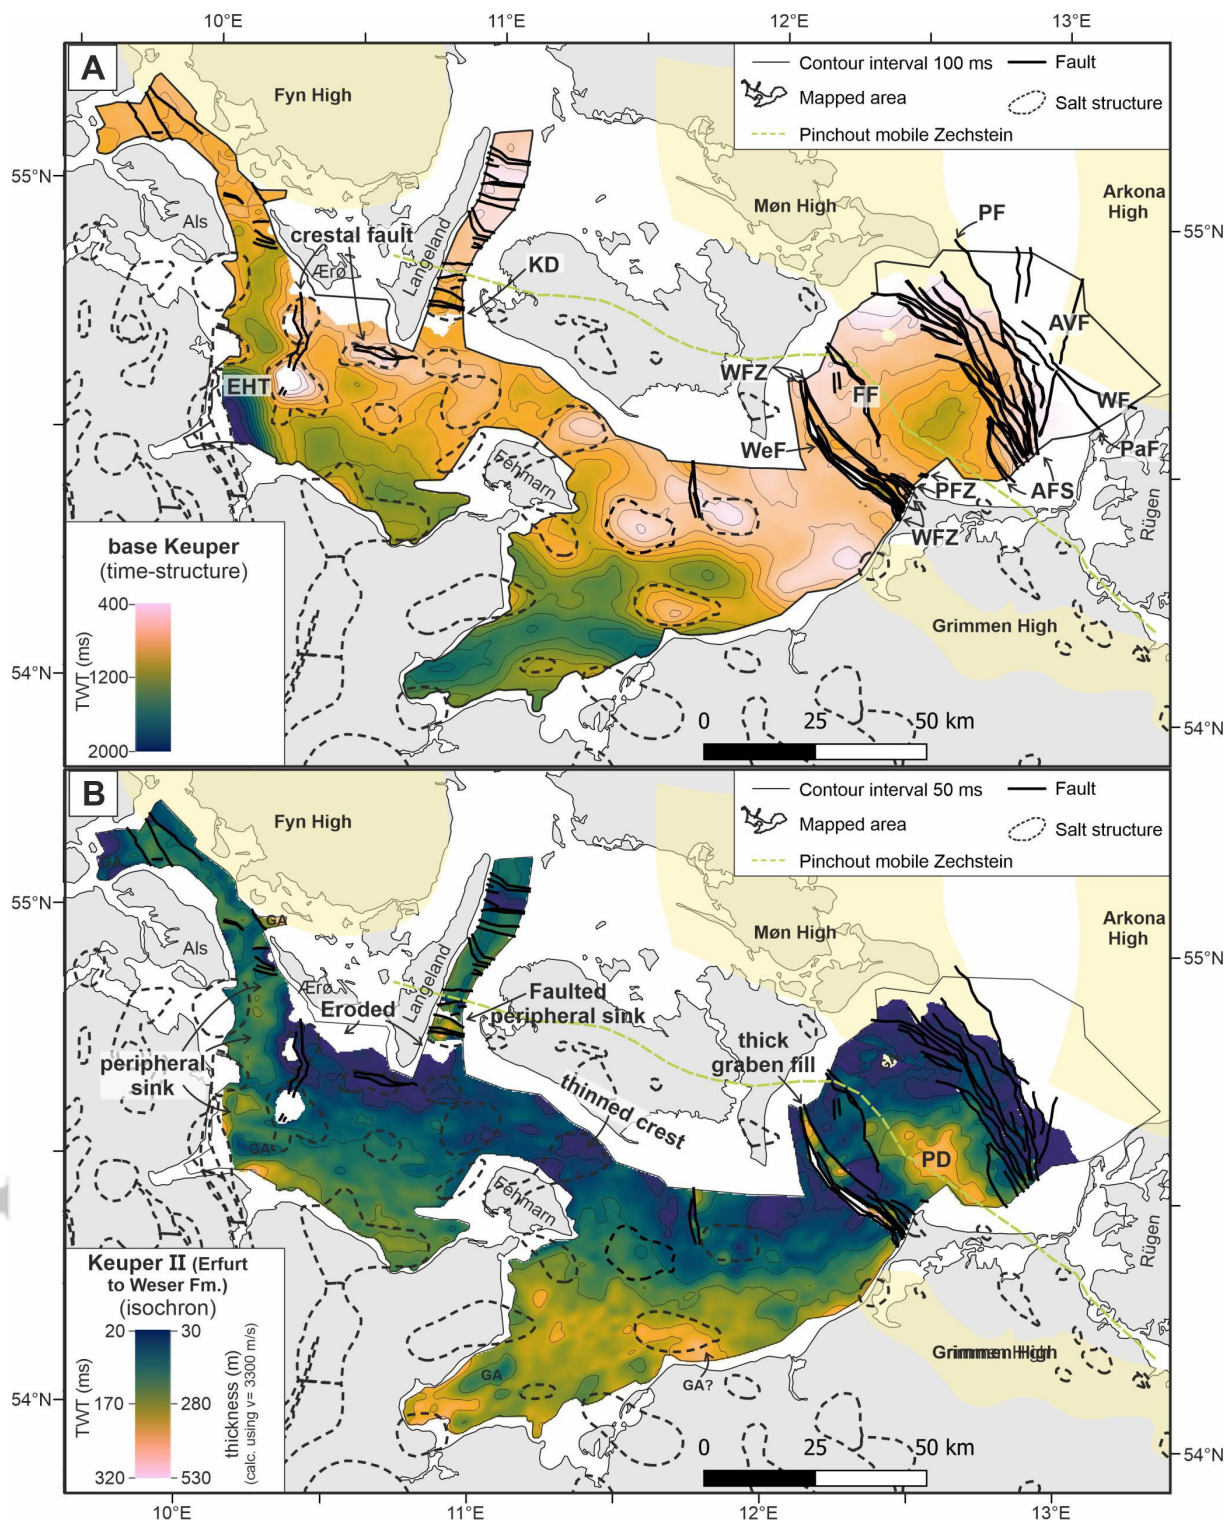 10°E
11°E
12°E
13°E
A
Contour interval 100 ms
Fault
Mapped area
Salt structure
Pinchout mobile Zechstein
Fyn High
55°N
Als
Møn High
Arkona
High
55°N
PF
crestal fault
Ærø
Langeland
KD
AVF
WFZ
EHT
FF
WF
WeF
PaF
Fehmarn
PFZ
AFS
Rügen
WFZ
base Keuper
(time-structure)
400
TWT (ms)
1200
2000
Grimmen High
54°N
0
25
50 km
54°N
B
Contour interval 50 ms
Fault
Mapped area
Salt structure
Pinchout mobile Zechstein
Fyn High
GA
55°N
GA
Als
Møn High
Arkona
High
55°N
Ærø
Langeland
Eroded
Faulted
peripheral sink
thick
graben fill
peripheral
sink
thinned crest
GA
PD
Fehmarn
Rügen
Keuper II (Erfurt
to Weser Fm.)
(isochron)
20
30
TWT (ms)
170
280
320
530
thickness (m)
(calc. using v= 3300 m/s)
GA
GA?
Grimmen High
54°N
0
25
50 km
54°N
10°E
11°E
12°E
13°E